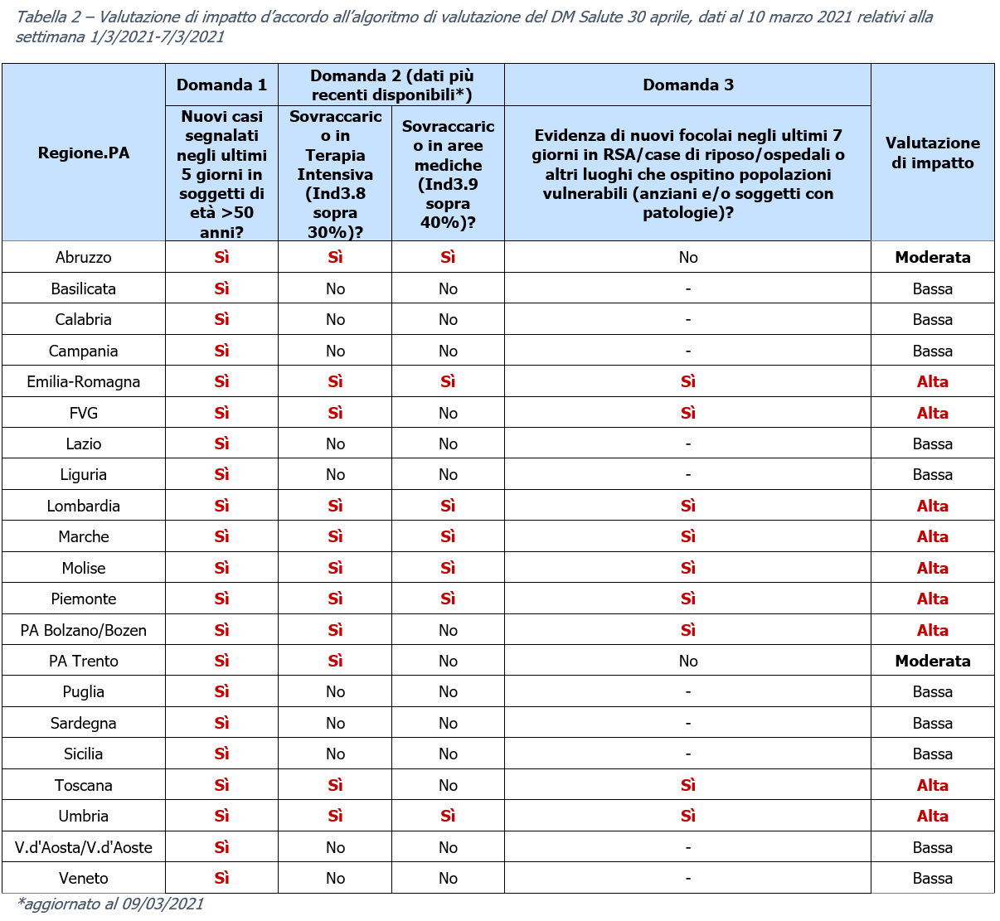 Tabella 2 – Valutazione di impatto d’accordo all’algoritmo di valutazione del DM Salute 30 aprile, dati al 10 marzo 2021 relativi alla
settimana 1/3/2021-7/3/2021
Regione.PA
Domanda 1
Domanda 2 (dati più
recenti disponibili*)
Domanda 3
Valutazione
di impatto
Nuovi casi
segnalati
negli ultimi
5 giorni in
soggetti di
età >50
anni?
Sovraccaric
o in
Terapia
Intensiva
(Ind3.8
sopra
30%)?
Sovraccaric
o in aree
mediche
(Ind3.9
sopra
40%)?
Evidenza di nuovi focolai negli ultimi 7
giorni in RSA/case di riposo/ospedali o
altri luoghi che ospitino popolazioni
vulnerabili (anziani e/o soggetti con
patologie)?
Abruzzo Sì Sì Sì No Moderata
Basilicata Sì No No - Bassa
Calabria Sì No No - Bassa
Campania Sì No No - Bassa
Emilia-Romagna Sì Sì Sì Sì Alta
FVG Sì Sì No Sì Alta
Lazio Sì No No - Bassa
Liguria Sì No No - Bassa
Lombardia Sì Sì Sì Sì Alta
Marche Sì Sì Sì Sì Alta
Molise Sì Sì Sì Sì Alta
Piemonte Sì Sì Sì Sì Alta
PA Bolzano/Bozen Sì Sì No Sì Alta
PA Trento Sì Sì No No Moderata
Puglia Sì No No - Bassa
Sardegna Sì No No - Bassa
Sicilia Sì No No - Bassa
Toscana Sì Sì No Sì Alta
Umbria Sì Sì Sì Sì Alta
V.d'Aosta/V.d'Aoste Sì No No - Bassa
Veneto Sì No No - Bassa
*aggiornato al 09/03/2021